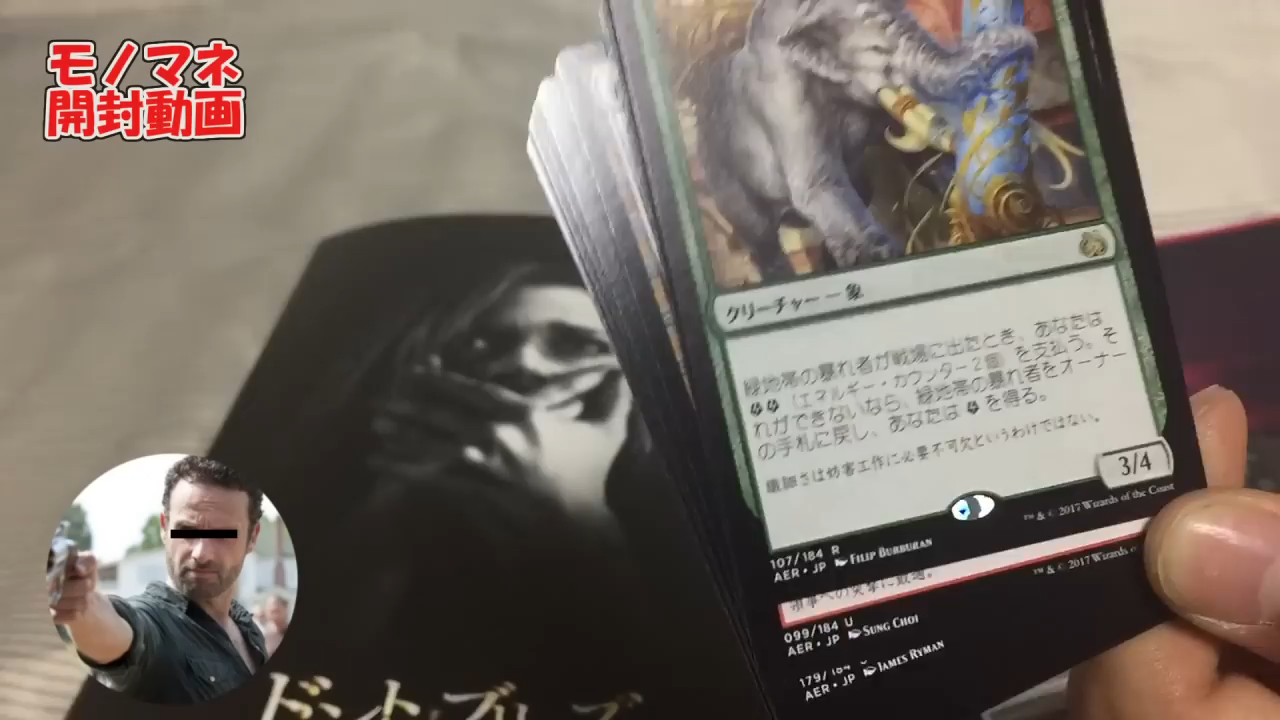 モノマネ
開封動画
クリーチャー ― 象
緑地帯の暴れ者が戦場に出たとき、あなたは
（エネルギー・カウンター２個）を支払う。そ
れができないなら、緑地帯の暴れ者をオーナー
の手札に戻し、あなたは を得る。
繊細さは妨害工作に必要不可欠というわけではない。
3/4
™ & © 2017 Wizards of the Coast
107/184 R
AER・JP FILIP BURBURAN
™ & © 2017 Wizards o
099/184 U
AER・JP SUNG CHOI
179/184
AER・JP JAMES RYMAN
ドント・ブリーズ